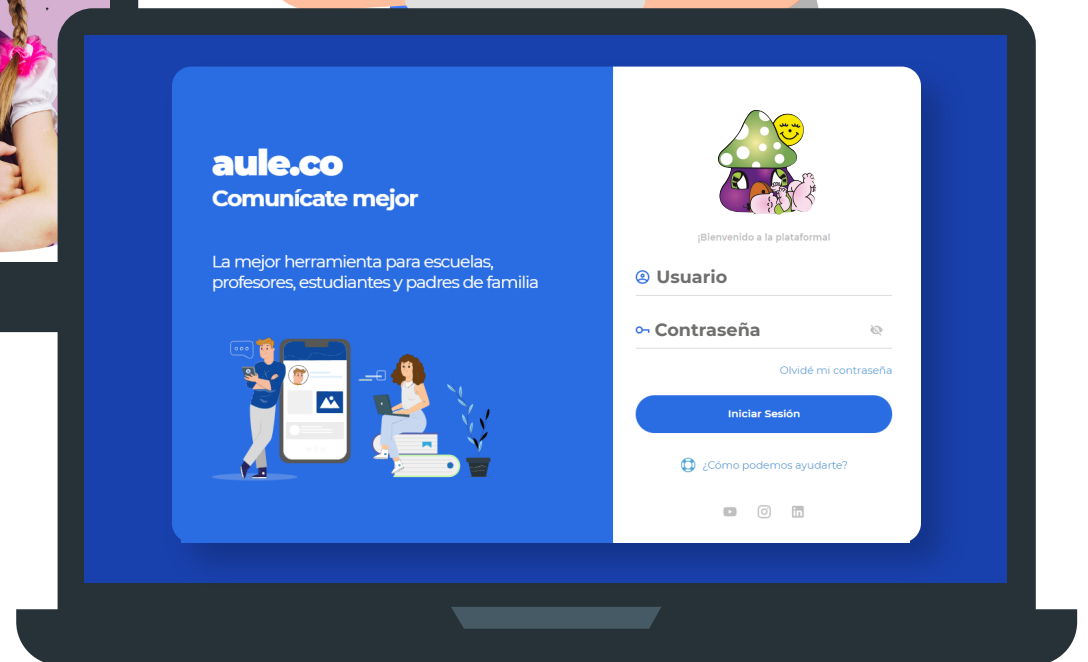 aule.co
Comunícate mejor
La mejor herramienta para escuelas,
profesores, estudiantes y padres de familia
¡Bienvenido a la plataforma!
Usuario
Contraseña
Olvidé mi contraseña
Iniciar Sesión
¿Cómo podemos ayudarte?